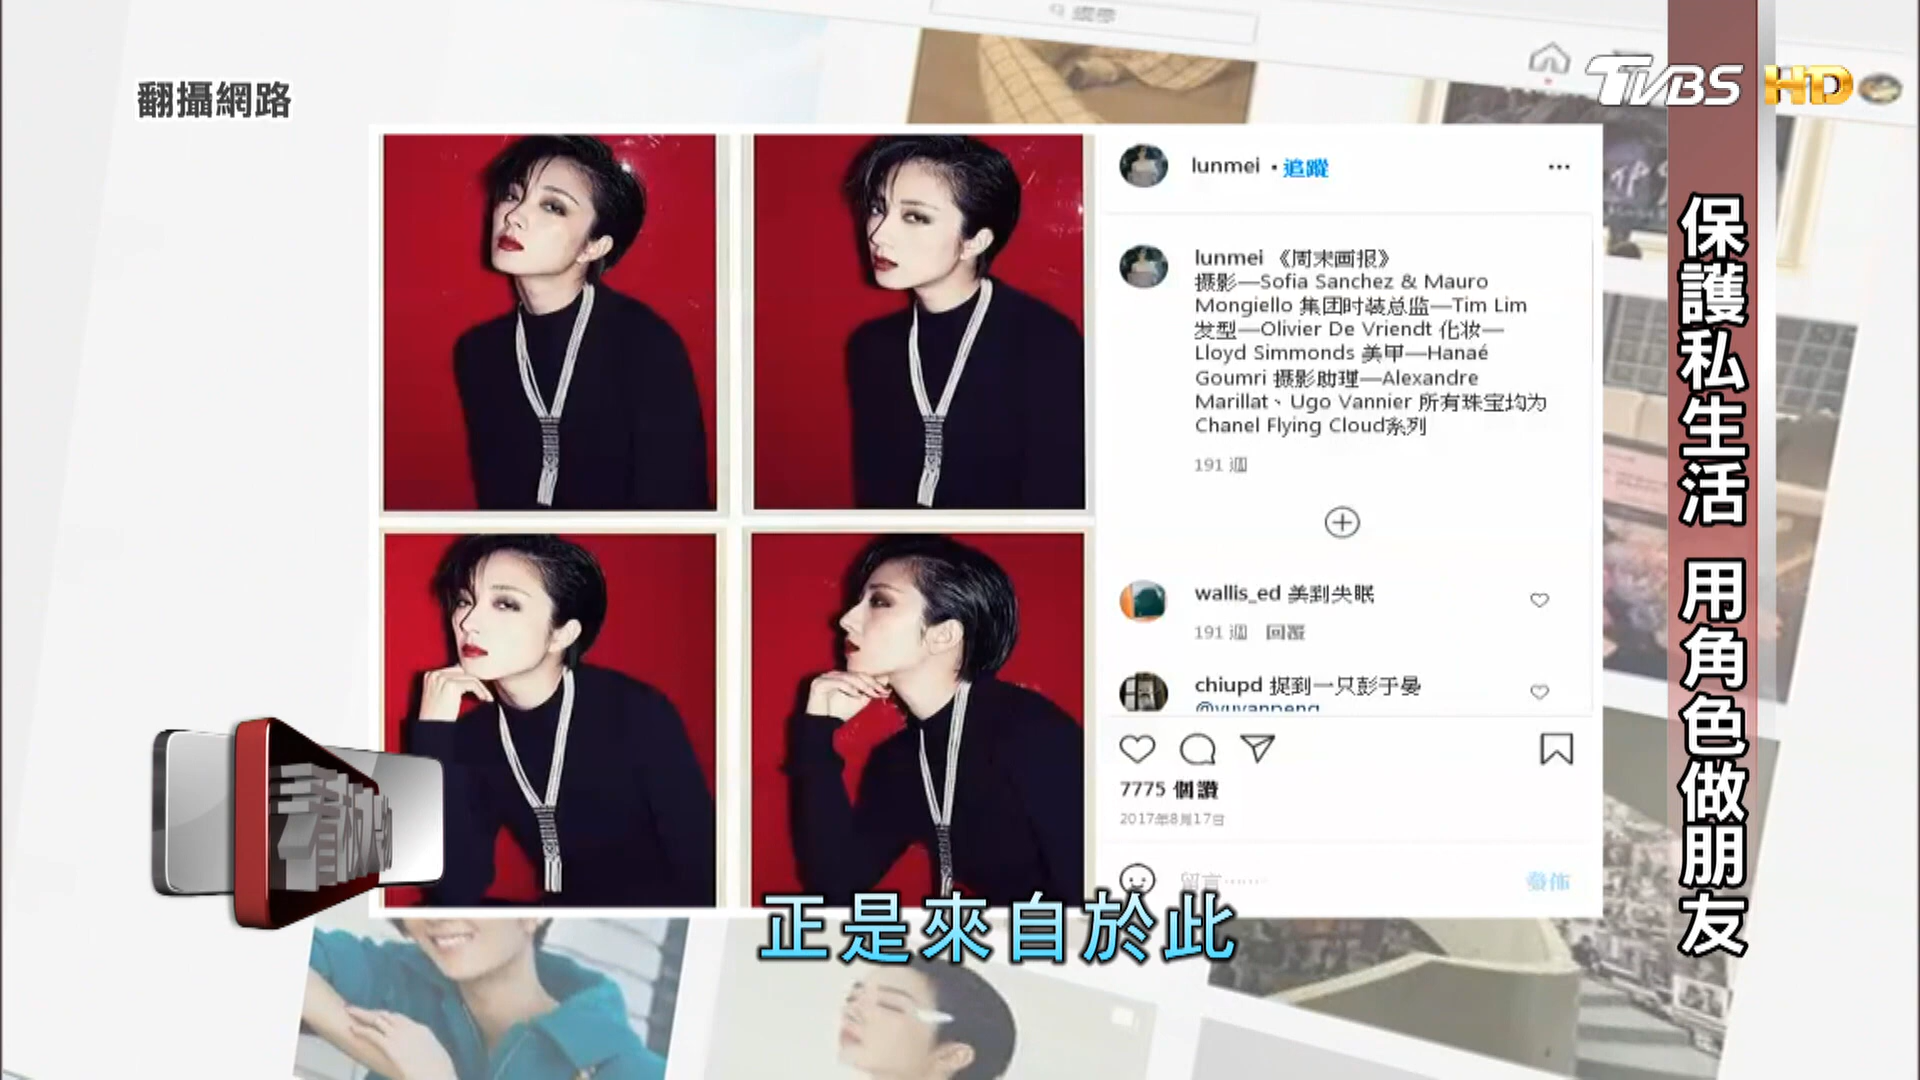 翻攝網路
TVBS HD
lunmei • 追蹤
lunmei 《周末画报》
摄影—Sofia Sanchez & Mauro
Mongiello 集团时装总监—Tim Lim
发型—Olivier De Vriendt 化妆—
Lloyd Simmonds 美甲—Hanaé
Goumri 摄影助理—Alexandre
Marillat、Ugo Vannier 所有珠宝均为
Chanel Flying Cloud系列
191 週
wallis_ed 美到失眠
191 週 回覆
chiupd 捉到一只彭于晏
@yuyanpeng
7775 個讚
2017年8月17日
留言……
發佈
保護私生活 用角色做朋友
看板人物
正是來自於此